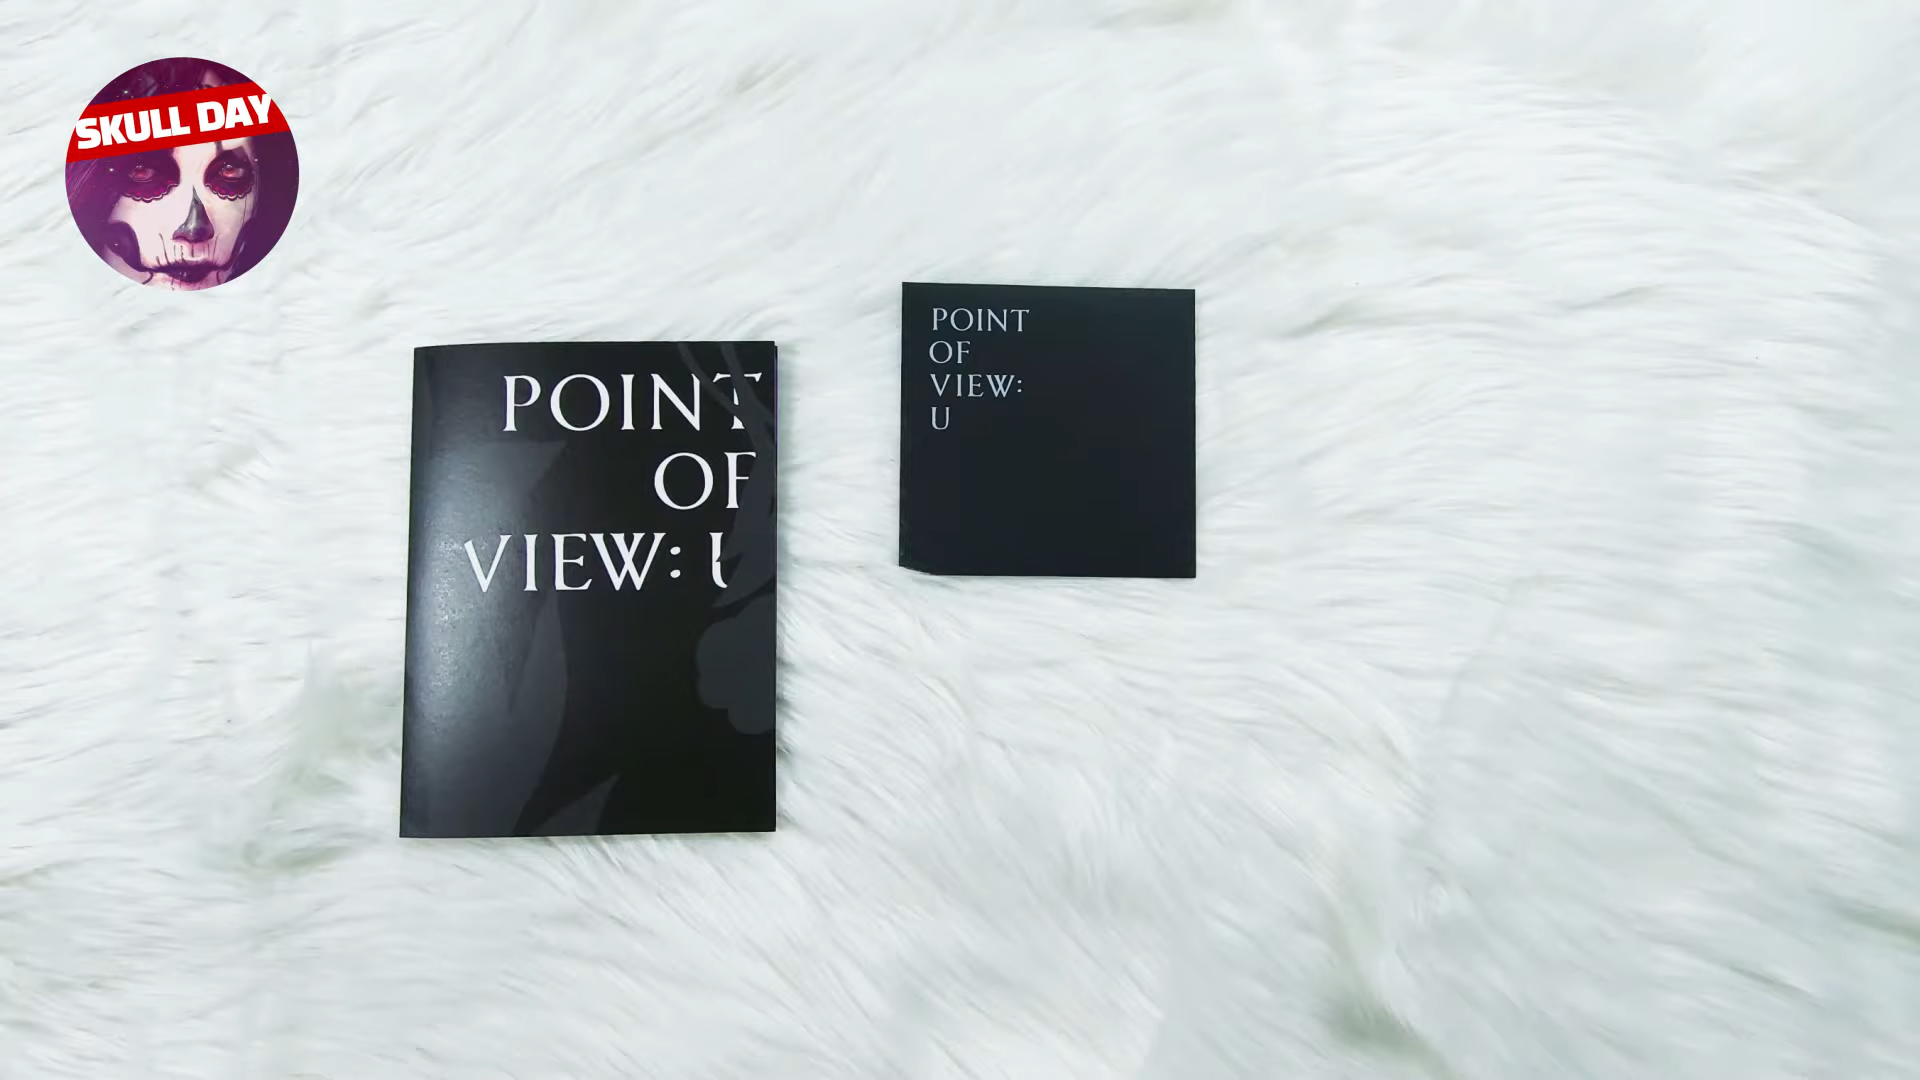 SKULL DAY
POINT
OF
VIEW: U
POINT
OF
VIEW:
U